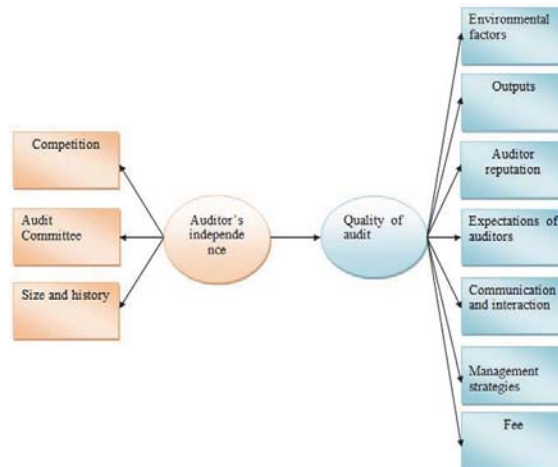 Competition
Audit
Committee
Size and history
Auditor's
independe
nce
Quality of
audit
Environmental
factors
Outputs
Auditor
reputation
Expectations of
auditors
Communication
and interaction
Management
strategies
Fee